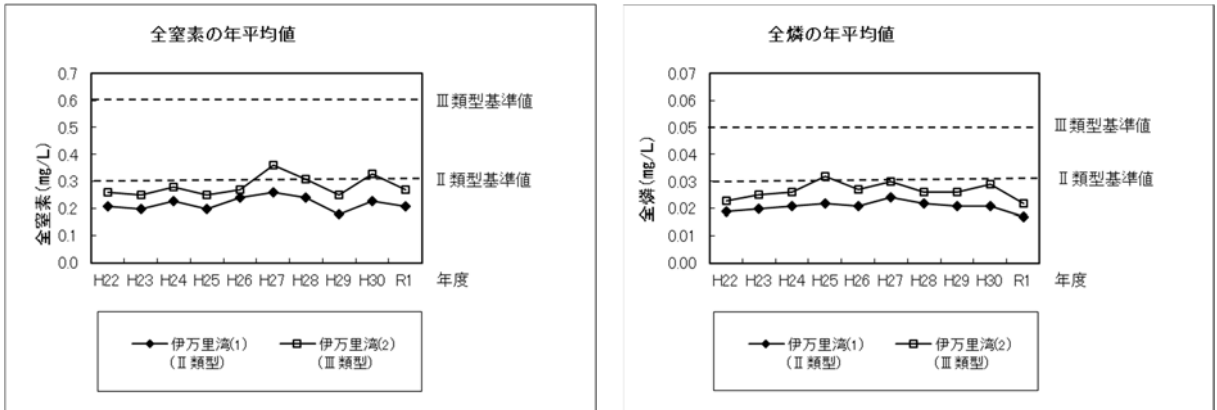 全窒素の年平均値
全窒素(mg/L)
0.7
0.6
0.5
0.4
0.3
0.2
0.1
0.0
Ⅲ類型基準値
Ⅱ類型基準値
H22 H23 H24 H25 H26 H27 H28 H29 H30 R1 年度
伊万里湾(1) 伊万里湾(2)
(Ⅱ類型) (Ⅲ類型)
全燐の年平均値
全燐(mg/L)
0.07
0.06
0.05
0.04
0.03
0.02
0.01
0.00
Ⅲ類型基準値
Ⅱ類型基準値
H22 H23 H24 H25 H26 H27 H28 H29 H30 R1 年度
伊万里湾(1) 伊万里湾(2)
(Ⅱ類型) (Ⅲ類型)